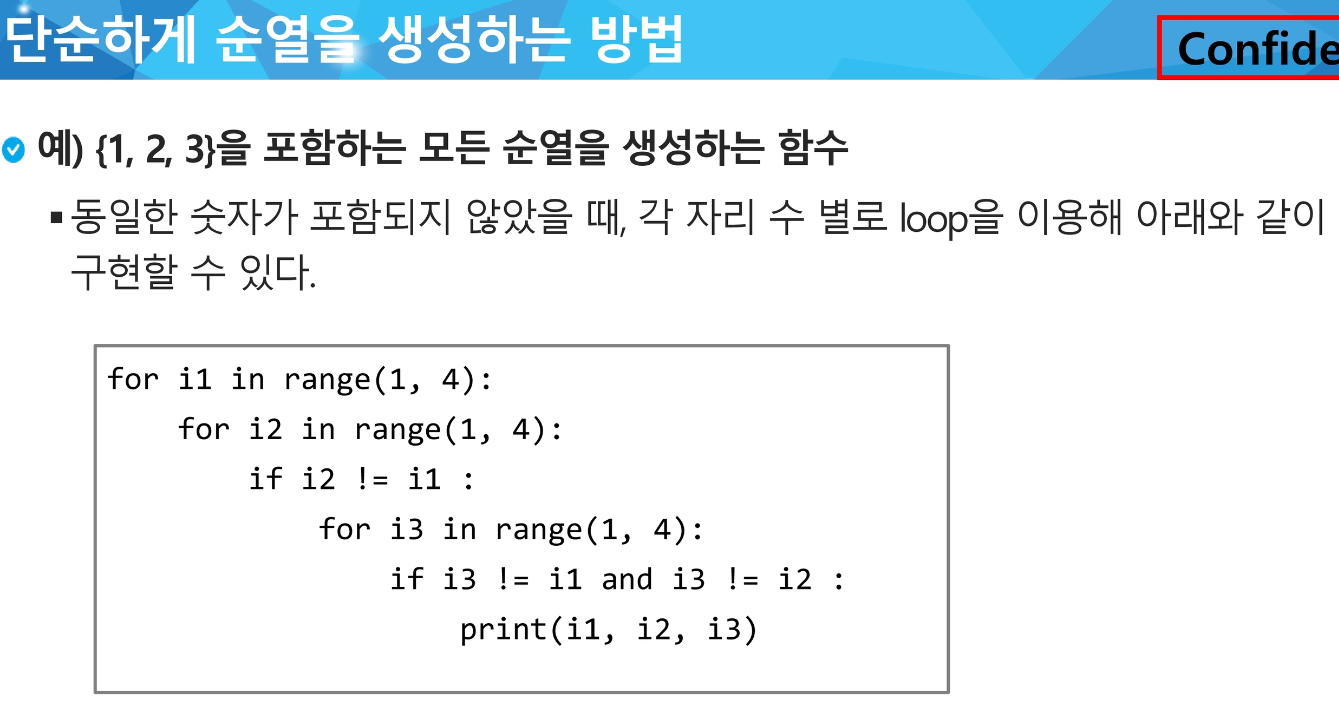 단순하게 순열을 생성하는 방법
Confide
예) {1, 2, 3}을 포함하는 모든 순열을 생성하는 함수
동일한 숫자가 포함되지 않았을 때, 각 자리 수 별로 loop을 이용해 아래와 같이
구현할 수 있다.
for i1 in range(1, 4):
    for i2 in range(1, 4):
        if i2 != i1 :
            for i3 in range(1, 4):
                if i3 != i1 and i3 != i2 :
                    print(i1, i2, i3)